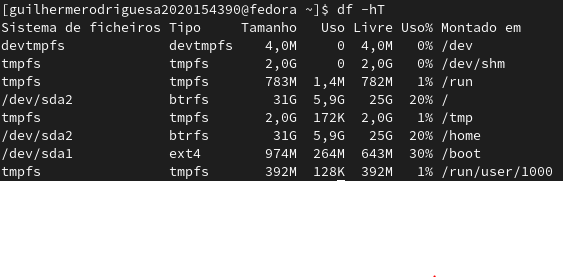 [guilhermerodriguesa2020154390@fedora ~]$ df -hT
Sistema de ficheiros Tipo Tamanho Uso Livre Uso% Montado em
devtmpfs devtmpfs 4,0M 0 4,0M 0% /dev
tmpfs tmpfs 2,0G 0 2,0G 0% /dev/shm
tmpfs tmpfs 783M 1,4M 782M 1% /run
/dev/sda2 btrfs 31G 5,9G 25G 20% /
tmpfs tmpfs 2,0G 172K 2,0G 1% /tmp
/dev/sda2 btrfs 31G 5,9G 25G 20% /home
/dev/sda1 ext4 974M 264M 643M 30% /boot
tmpfs tmpfs 392M 128K 392M 1% /run/user/1000